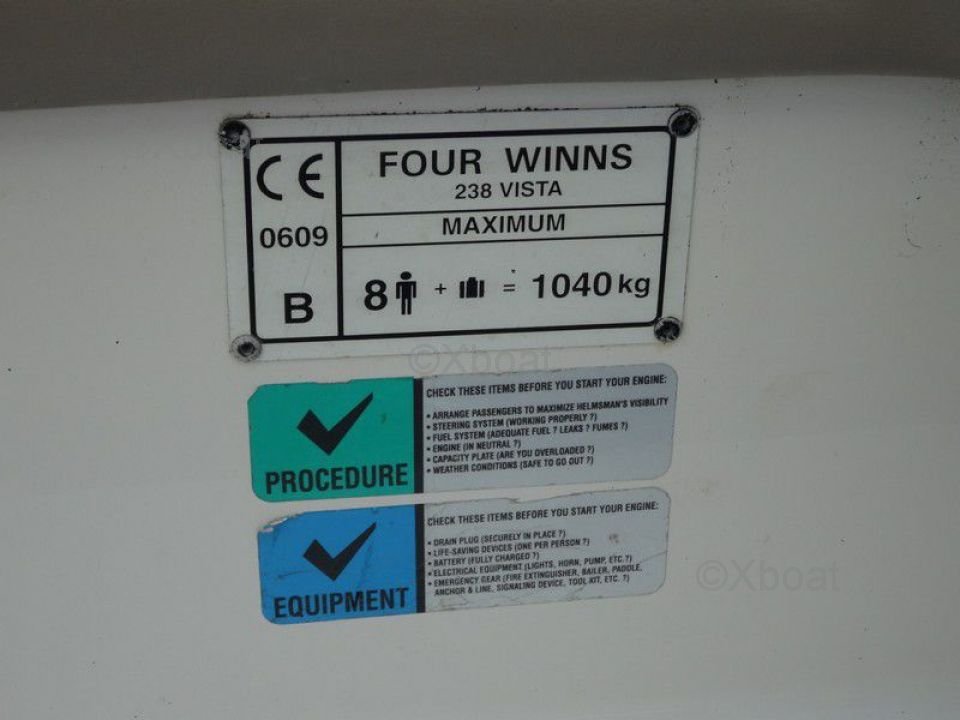 CE
0609
B
FOUR WINNS
238 VISTA
MAXIMUM
8 + = 1040 kg
©Xboat
PROCEDURE
CHECK THESE ITEMS BEFORE YOU START YOUR ENGINE:
• ARRANGE PASSENGERS TO MAXIMIZE HELMSMAN'S VISIBILITY
• STEERING SYSTEM (WORKING PROPERLY ?)
• FUEL SYSTEM (ADEQUATE FUEL ? LEAKS ? FUMES ?)
• ENGINE (IN NEUTRAL ?)
• CAPACITY PLATE (ARE YOU OVERLOADED ?)
• WEATHER CONDITIONS (SAFE TO GO OUT ?)
EQUIPMENT
CHECK THESE ITEMS BEFORE YOU START YOUR ENGINE:
• DRAIN PLUG (SECURELY IN PLACE ?)
• LIFE-SAVING DEVICES (ONE PER PERSON ?)
• BATTERY (FULLY CHARGED ?)
• ELECTRICAL EQUIPMENT (LIGHTS, HORN, PUMP, ETC. ?)
• EMERGENCY GEAR (FIRE EXTINGUISHER, BAILER, PADDLE,
ANCHOR & LINE, SIGNALING DEVICE, TOOL KIT, ETC. ?)
©Xboat